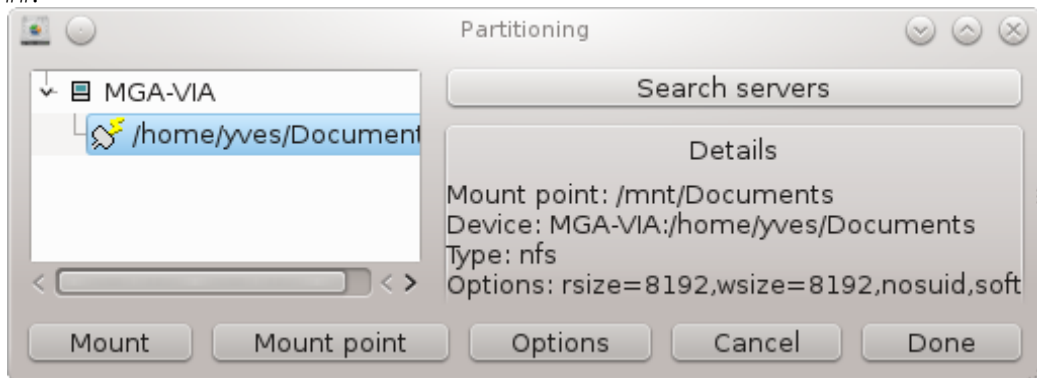 Partitioning
MGA-VIA
/home/yves/Document
Search servers
Details
Mount point: /mnt/Documents
Device: MGA-VIA:/home/yves/Documents
Type: nfs
Options: rsize=8192,wsize=8192,nosuid,soft
Mount
Mount point
Options
Cancel
Done